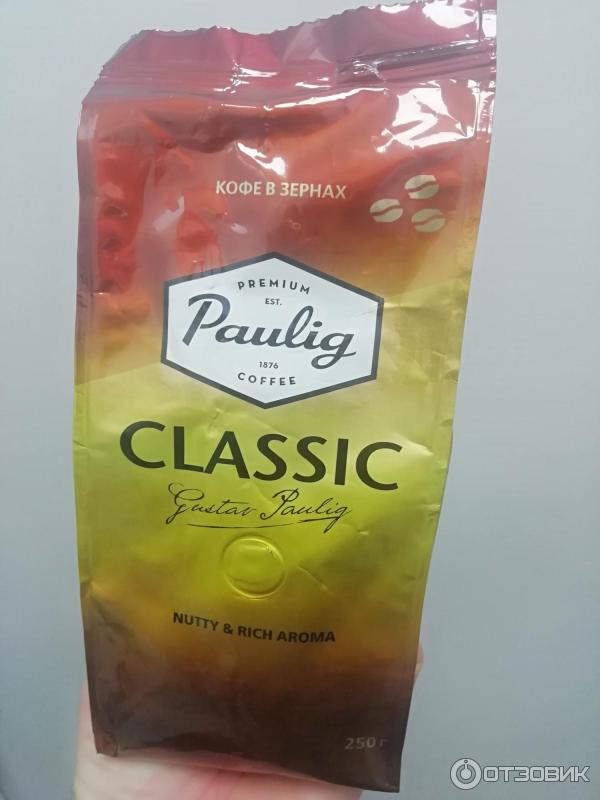 КОФЕ В ЗЕРНАХ
PREMIUM
EST.
Paulig
1876
COFFEE
CLASSIC
Gustav Paulig
NUTTY & RICH AROMA
250 г
ОТЗОВИК